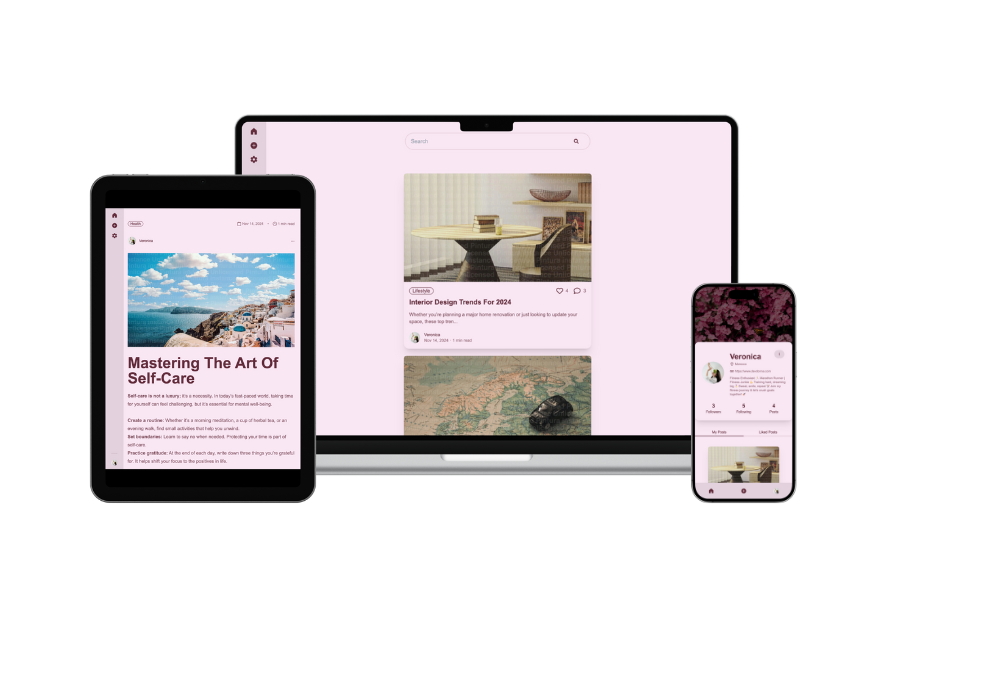 Search
Lifestyle
4
3
Interior Design Trends For 2024
Whether you're planning a major home renovation or just looking to update your
space, these top tren...
Veronica
Nov 14, 2024 · 1 min read
Health
Nov 14, 2024 · 1 min read
Veronica
Mastering The Art Of
Self-Care
Self-care is not a luxury: It's a necessity. In today's fast-paced world, taking time
for yourself can feel challenging, but it's essential for mental well-being.
Create a routine: Whether it's a morning meditation, a cup of herbal tea, or an
evening walk, find small activities that help you unwind.
Set boundaries: Learn to say no when needed. Protecting your time is part of
self-care.
Practice gratitude: At the end of each day, write down three things you're grateful
for. It helps shift your focus to the positives in life.
Veronica
3 5 4
Followers Following Posts
My Posts Liked Posts